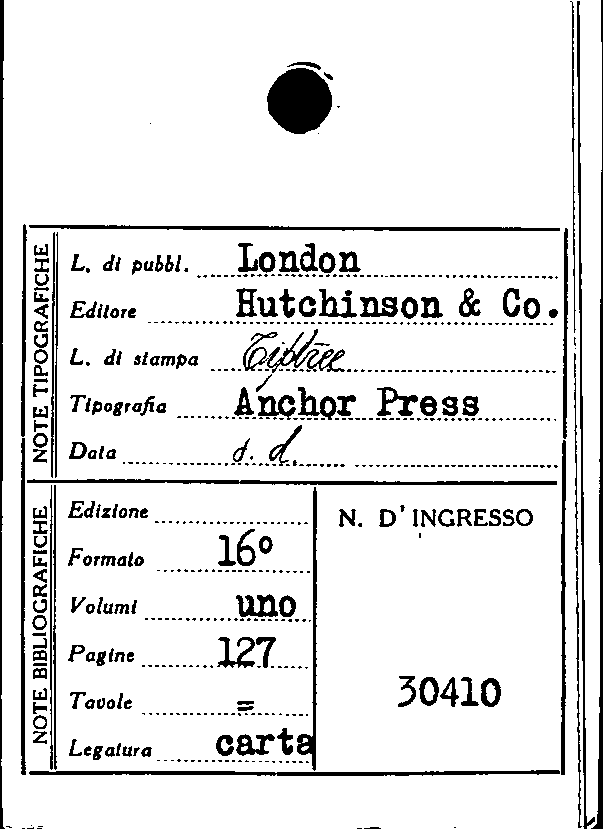 NOTE TIPOGRAFICHE
L. di pubbl. London
Editore Hutchinson & Co.
L. di stampa Tiptree
Tipografia Anchor Press
Data s. d.
NOTE BIBLIOGRAFICHE
Edizione
Formato 16º
Volumi uno
Pagine 127
Tavole =
Legatura carta
N. D'INGRESSO
30410